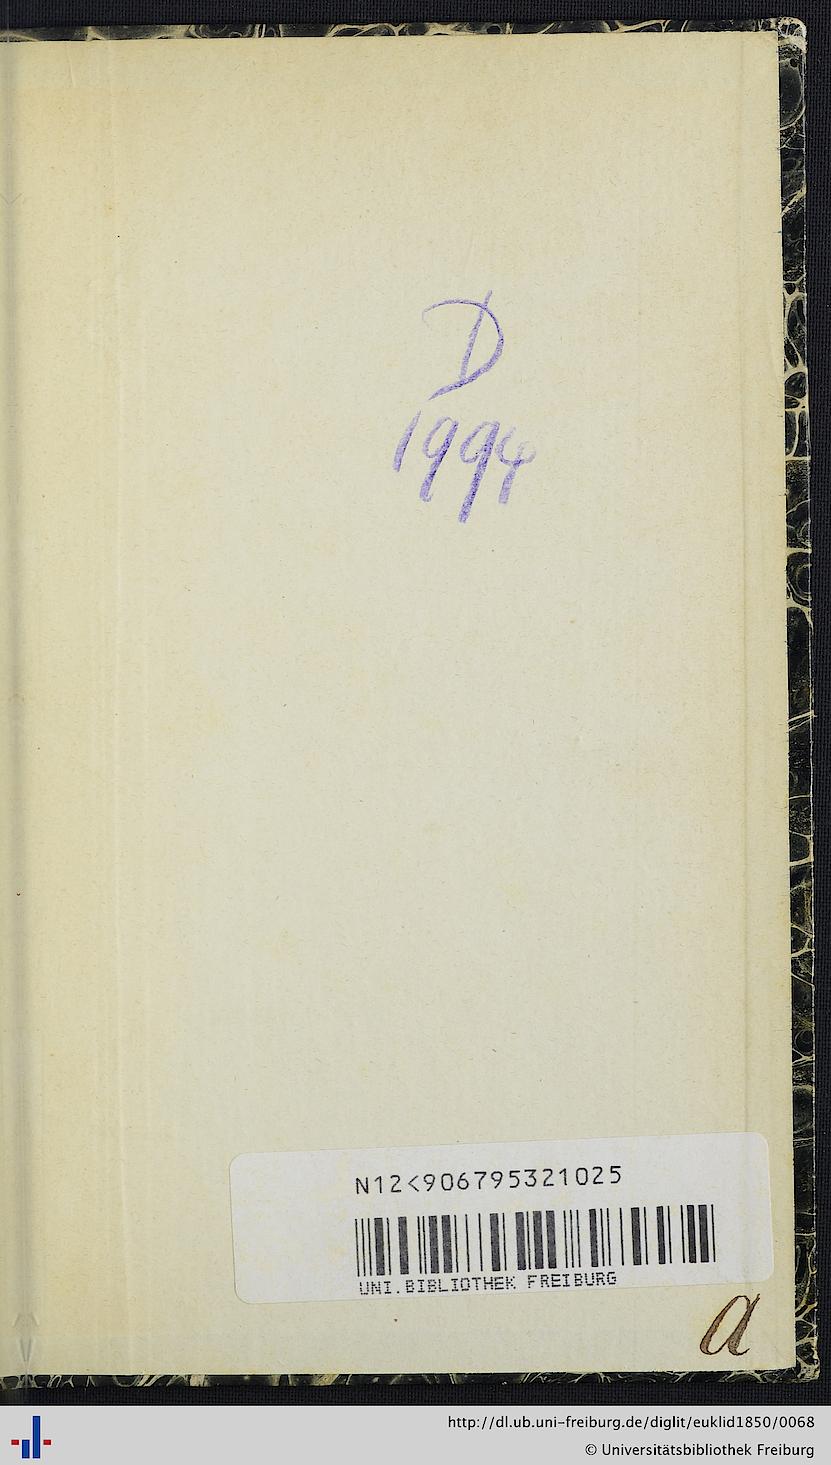 D
1994
N12<906795321025
UNI.BIBLIOTHEK FREIBURG
a
http://dl.ub.uni-freiburg.de/diglit/euklid1850/0068
© Universitätsbibliothek Freiburg